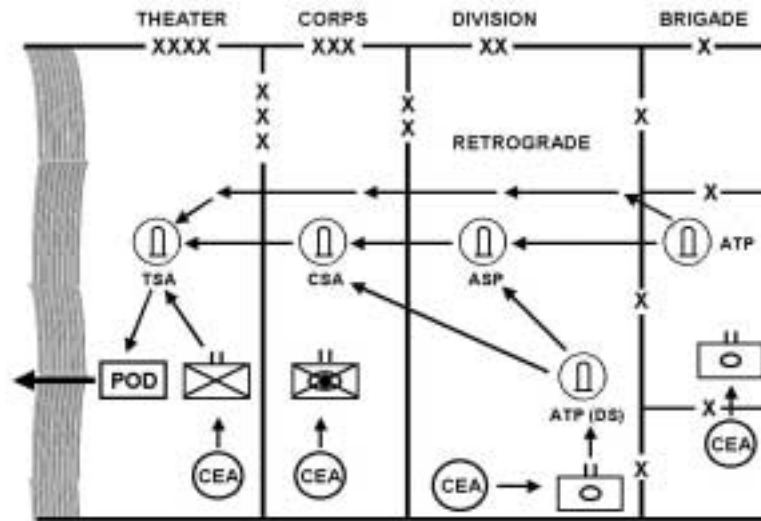 THEATER CORPS DIVISION BRIGADE
XXXX XXX XX X
X X X
X
X X
X X
X
RETROGRADE
X
ATP
TSA CSA ASP
X
POD
ATP (DS)
X
CEA CEA CEA CEA
X